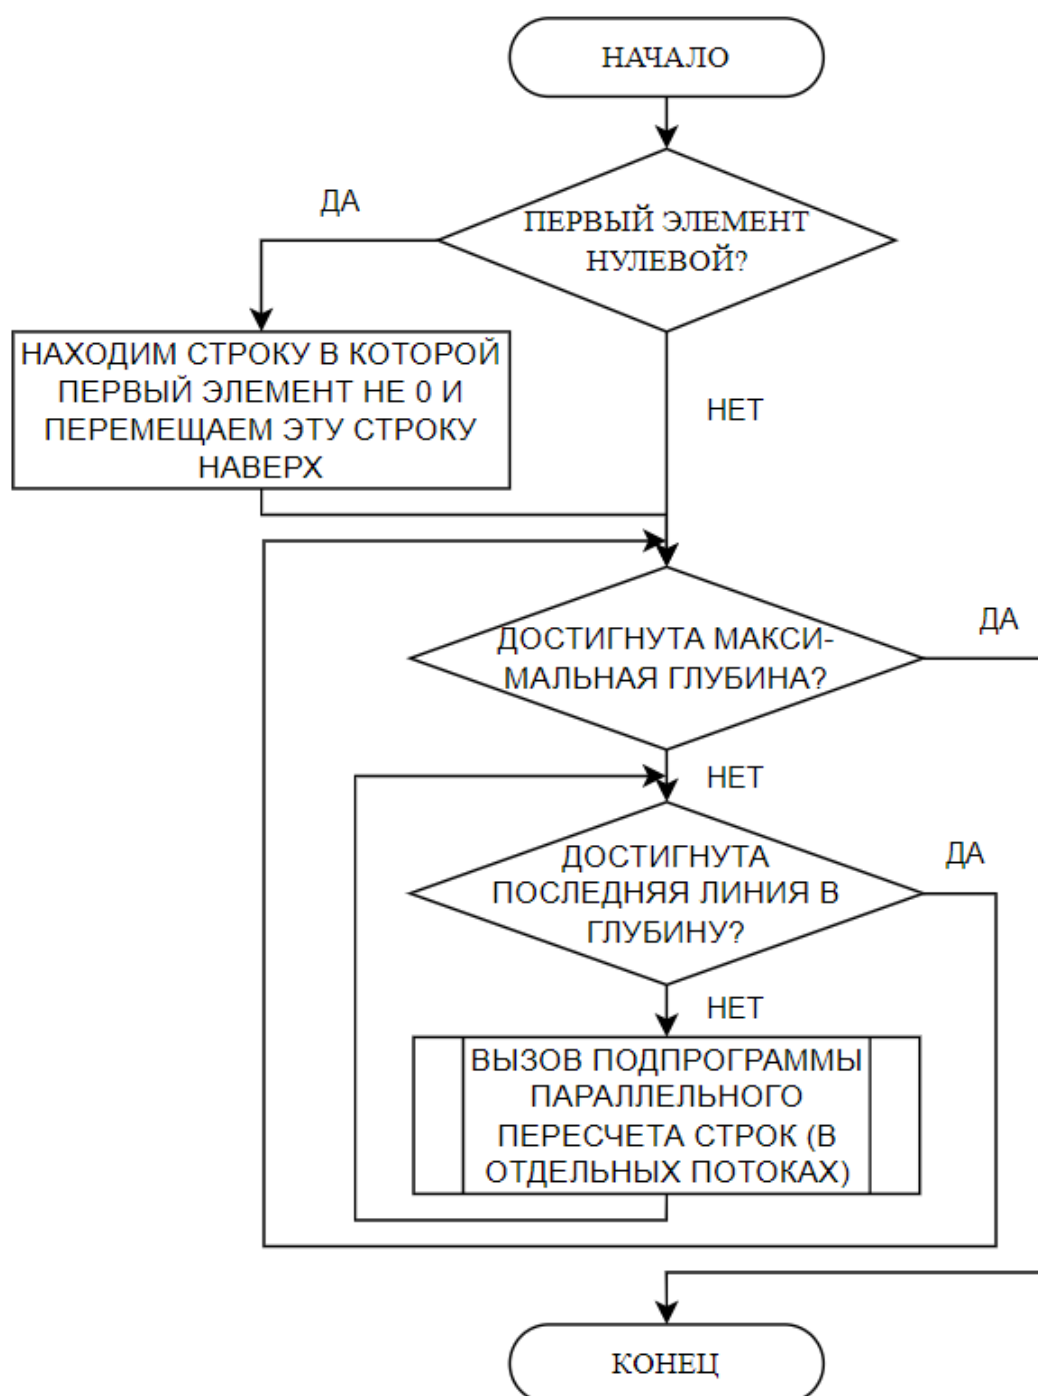 НАЧАЛО
ДА
ПЕРВЫЙ ЭЛЕМЕНТ
НУЛЕВОЙ?
НАХОДИМ СТРОКУ В КОТОРОЙ
ПЕРВЫЙ ЭЛЕМЕНТ НЕ 0 И
ПЕРЕМЕЩАЕМ ЭТУ СТРОКУ
НАВЕРХ
НЕТ
ДОСТИГНУТА МАКСИ-
МАЛЬНАЯ ГЛУБИНА?
ДА
НЕТ
ДОСТИГНУТА
ПОСЛЕДНЯЯ ЛИНИЯ В
ГЛУБИНУ?
ДА
НЕТ
ВЫЗОВ ПОДПРОГРАММЫ
ПАРАЛЛЕЛЬНОГО
ПЕРЕСЧЕТА СТРОК (В
ОТДЕЛЬНЫХ ПОТОКАХ)
КОНЕЦ